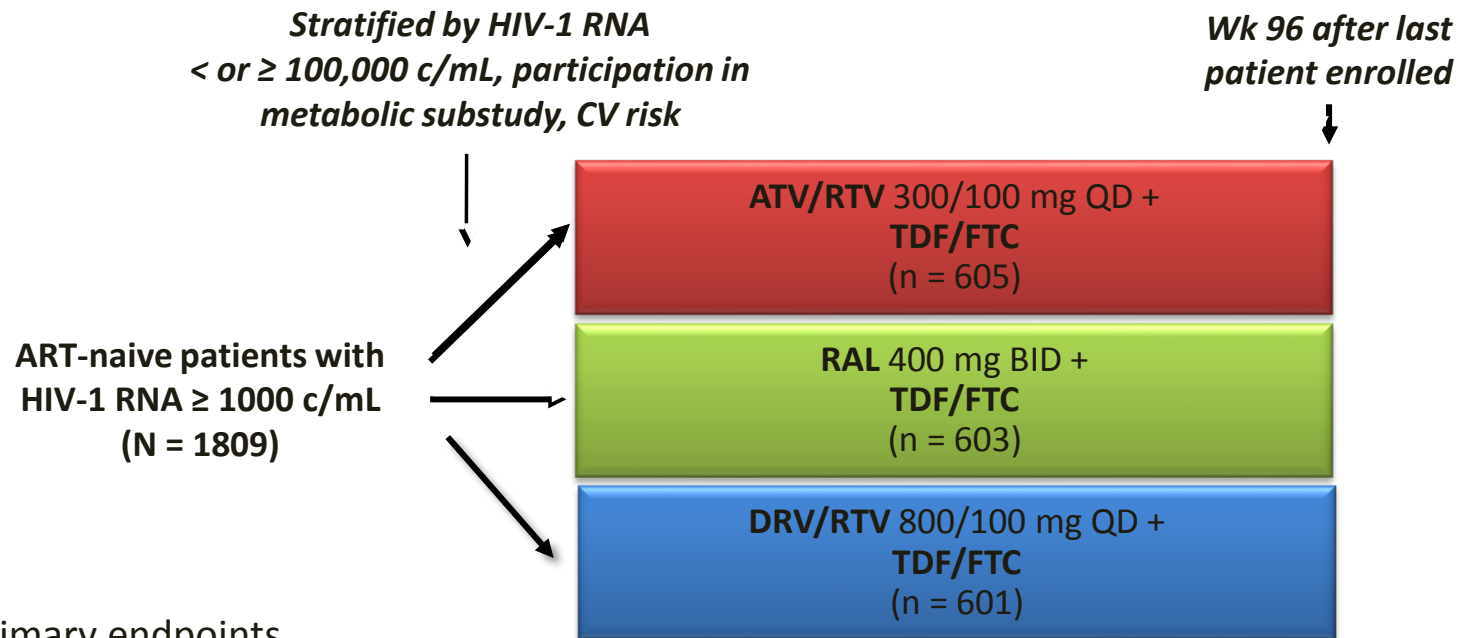 Stratified by HIV-1 RNA
< or ≥ 100,000 c/mL, participation in
metabolic substudy, CV risk
Wk 96 after last
patient enrolled
ART-naive patients with
HIV-1 RNA ≥ 1000 c/mL
(N = 1809)
ATV/RTV 300/100 mg QD +
TDF/FTC
(n = 605)
RAL 400 mg BID +
TDF/FTC
(n = 603)
DRV/RTV 800/100 mg QD +
TDF/FTC
(n = 601)
imary endpoints